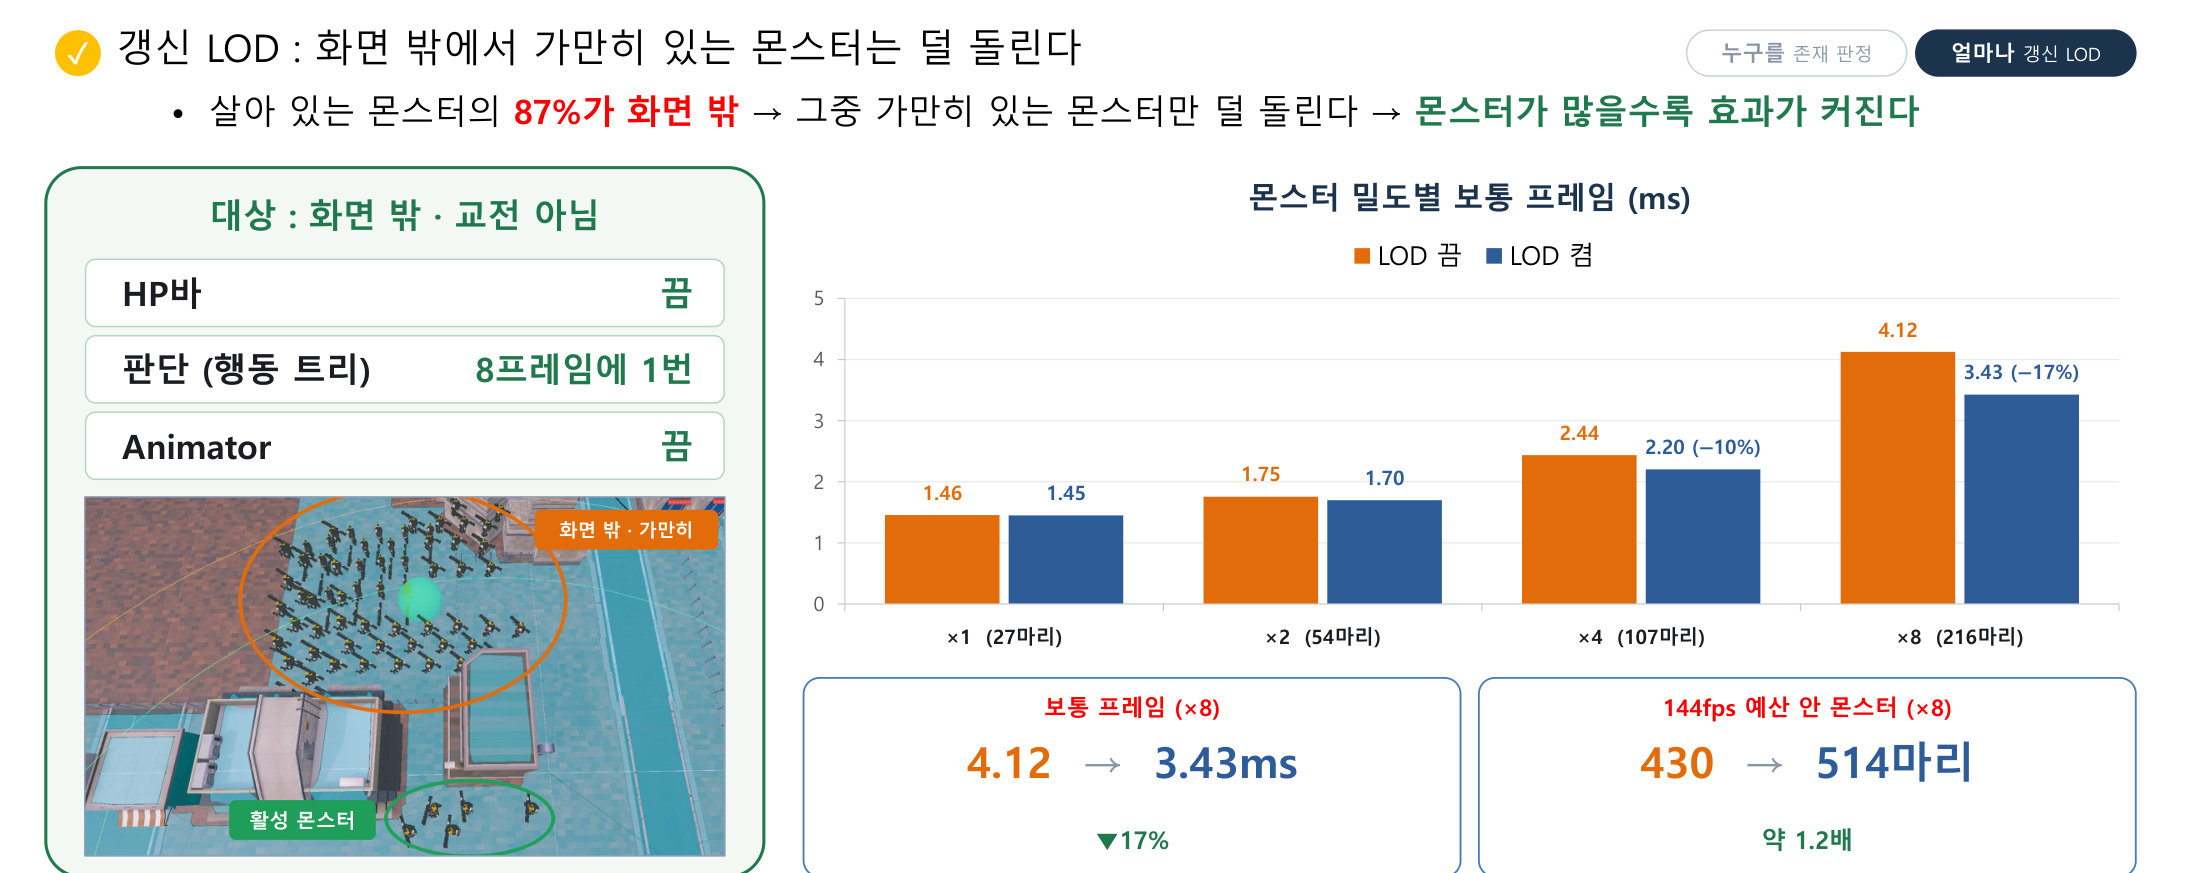 갱신 LOD : 화면 밖에서 가만히 있는 몬스터는 덜 돌린다
누구를 존재 판정
얼마나 갱신 LOD
• 살아 있는 몬스터의 87%가 화면 밖 → 그중 가만히 있는 몬스터만 덜 돌린다 → 몬스터가 많을수록 효과가 커진다
대상 : 화면 밖 · 교전 아님
HP바 끔
판단 (행동 트리) 8프레임에 1번
Animator 끔
화면 밖 · 가만히
활성 몬스터
몬스터 밀도별 보통 프레임 (ms)
LOD 끔 LOD 켬
5
4
3
2
1
0
1.46
1.45
1.75
1.70
2.44
2.20 (−10%)
4.12
3.43 (−17%)
×1 (27마리)
×2 (54마리)
×4 (107마리)
×8 (216마리)
보통 프레임 (×8)
4.12 → 3.43ms
▼17%
144fps 예산 안 몬스터 (×8)
430 → 514마리
약 1.2배